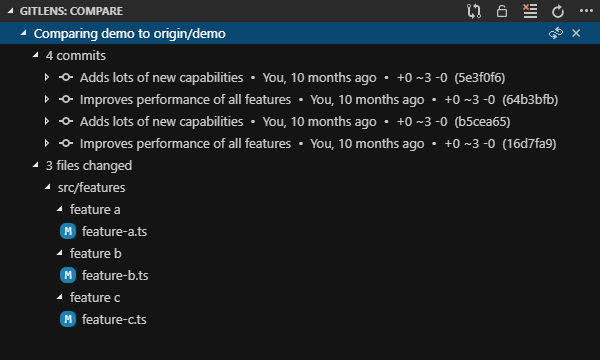 GITLENS: COMPARE
Comparing demo to origin/demo
4 commits
Adds lots of new capabilities • You, 10 months ago • +0 ~3 -0 (5e3f0f6)
Improves performance of all features • You, 10 months ago • +0 ~3 -0 (64b3bfb)
Adds lots of new capabilities • You, 10 months ago • +0 ~3 -0 (b5cea65)
Improves performance of all features • You, 10 months ago • +0 ~3 -0 (16d7fa9)
3 files changed
src/features
feature a
M feature-a.ts
feature b
M feature-b.ts
feature c
M feature-c.ts